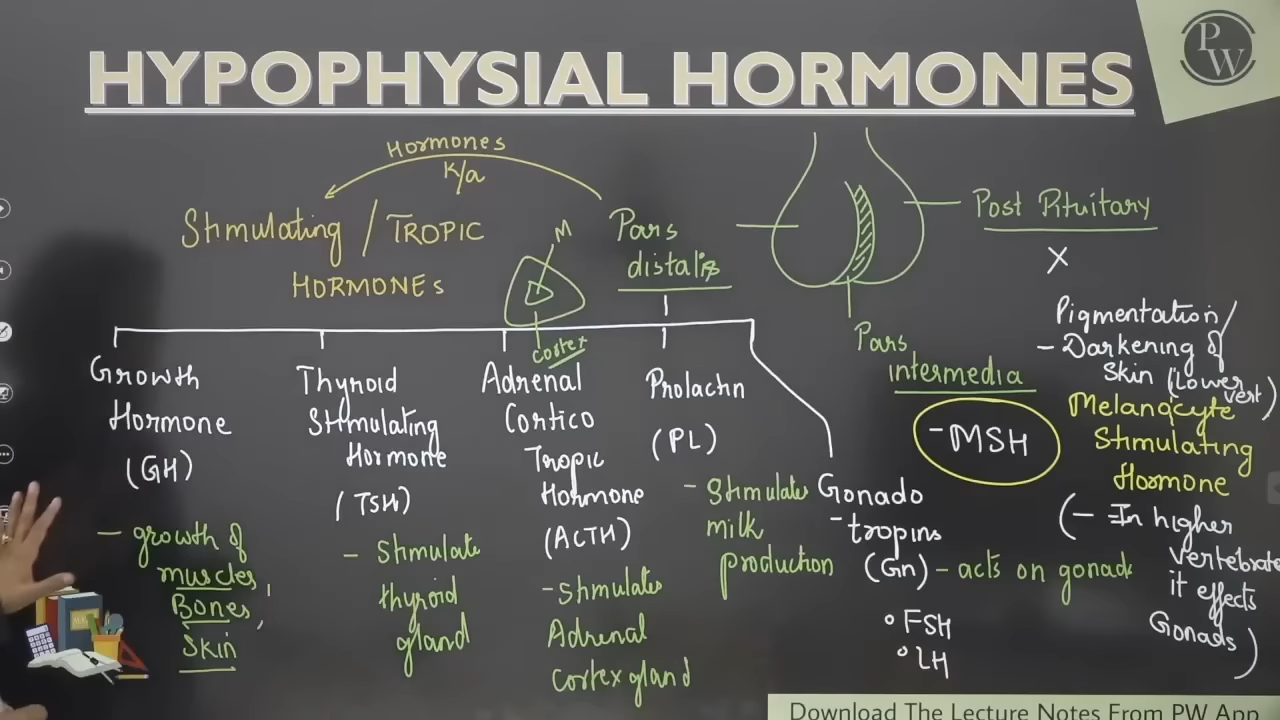 PW
HYPOPHYSIAL HORMONES
Hormones
K/a
Stimulating / TROPIC
HORMONES
M
Cortex
Pars
distalis
Post Pituitary
X
Pars
intermedia
- MSH
Pigmentation/
- Darkening of
Skin (Lower
vert)
Melanocyte
Stimulating
Hormone
(- In higher
vertebrate
it effects
Gonads)
Growth
Hormone
(GH)
- growth of
muscles,
Bones,
Skin
Thyroid
Stimulating
Hormone
(TSH)
- Stimulate
thyroid
gland
Adrenal
Cortico
Tropic
Hormone
(ACTH)
- Stimulates
Adrenal
cortex gland
Prolactin
(PL)
- Stimulates
milk
production
Gonado
-tropins
(Gn) - acts on gonads
• FSH
• LH
Download The Lecture Notes From PW App